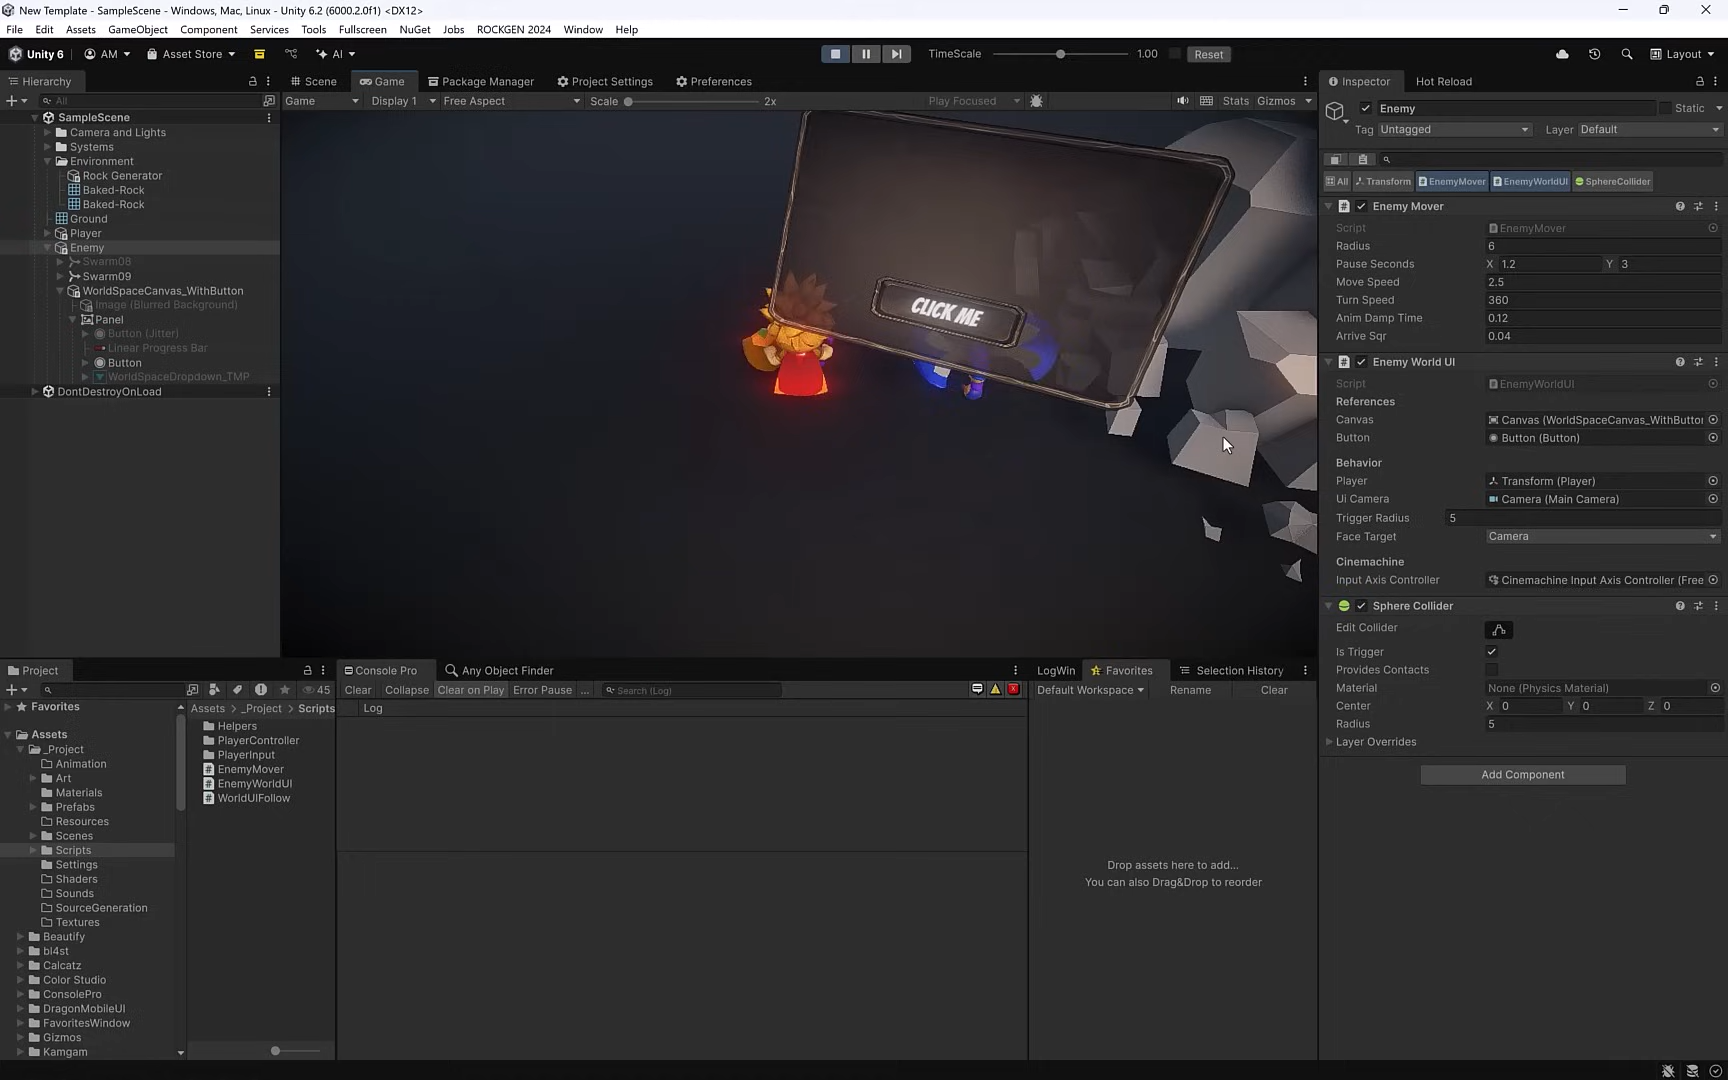 New Template - SampleScene - Windows, Mac, Linux - Unity 6.2 (6000.2.0f1) <DX12>
File Edit Assets GameObject Component Services Tools Fullscreen NuGet Jobs ROCKGEN 2024 Window Help
Unity 6 AM Asset Store AI TimeScale 1.00 Reset Layout
Hierarchy Scene Game Package Manager Project Settings Preferences Inspector Hot Reload
All Game Display 1 Free Aspect Scale 2x Play Focused Stats Gizmos
SampleScene
Camera and Lights
Systems
Environment
Rock Generator
Baked-Rock
Baked-Rock
Ground
Player
Enemy
Swarm08
Swarm09
WorldSpaceCanvas_WithButton
Image (Blurred Background)
Panel
Button (Jitter)
Linear Progress Bar
Button
WorldSpaceDropdown_TMP
DontDestroyOnLoad
CLICK ME
Enemy Static
Tag Untagged Layer Default
All Transform EnemyMover EnemyWorldUI SphereCollider
Enemy Mover
Script EnemyMover
Radius 6
Pause Seconds X 1.2 Y 3
Move Speed 2.5
Turn Speed 360
Anim Damp Time 0.12
Arrive Sqr 0.04
Enemy World UI
Script EnemyWorldUI
References
Canvas Canvas (WorldSpaceCanvas_WithButton
Button Button (Button)
Behavior
Player Transform (Player)
Ui Camera Camera (Main Camera)
Trigger Radius 5
Face Target Camera
Cinemachine
Input Axis Controller Cinemachine Input Axis Controller (Free
Sphere Collider
Edit Collider
Is Trigger
Provides Contacts
Material None (Physics Material)
Center X 0 Y 0 Z 0
Radius 5
Layer Overrides
Add Component
Project
45
Favorites
Assets
_Project
Animation
Art
Materials
Prefabs
Resources
Scenes
Scripts
Settings
Shaders
Sounds
SourceGeneration
Textures
Beautify
bl4st
Calcatz
Color Studio
ConsolePro
DragonMobileUI
FavoritesWindow
Gizmos
Kamgam
Assets > _Project > Scripts
Helpers
PlayerController
PlayerInput
EnemyMover
EnemyWorldUI
WorldUIFollow
Console Pro Any Object Finder
Clear Collapse Clear on Play Error Pause ... Search (Log)
Log
LogWin Favorites Selection History
Default Workspace Rename Clear
Drop assets here to add...
You can also Drag&Drop to reorder